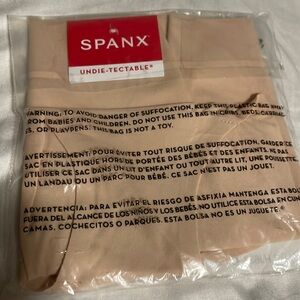 SPANX®
UNDIE-TECTABLE®
WARNING: TO AVOID DANGER OF SUFFOCATION, KEEP THIS PLASTIC BAG AWAY
FROM BABIES AND CHILDREN. DO NOT USE THIS BAG IN CRIBS, BEDS, CARRIAGES
OR PLAYPENS. THIS BAG IS NOT A TOY.
AVERTISSEMENT: POUR ÉVITER TOUT RISQUE DE SUFFOCATION, GARDER CE
SAC EN PLASTIQUE HORS DE PORTÉE DES BÉBÉS ET DES ENFANTS. NE PAS
UTILISER CE SAC DANS UN LIT D'ENFANT OU TOUT AUTRE LIT, UNE POUSSETTE,
UN LANDAU OU UN PARC POUR BÉBÉ. CE SAC N'EST PAS UN JOUET.
ADVERTENCIA: PARA EVITAR EL RIESGO DE ASFIXIA MANTENGA ESTA
FUERA DEL ALCANCE DE LOS NIÑOS Y LOS BEBÉS. NO UTILICE ESTA BOLSA EN
CAMAS, COCHECITOS O PARQUES. ESTA BOLSA NO ES UN JUGUETE.